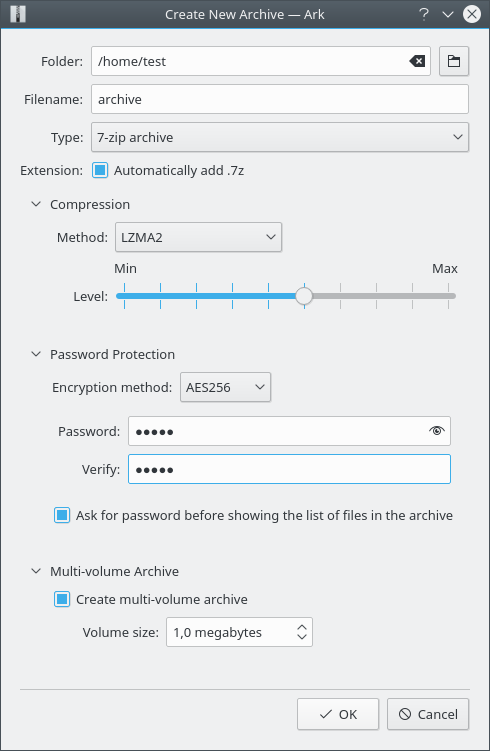 Create New Archive — Ark
Folder: /home/test
Filename: archive
Type: 7-zip archive
Extension: Automatically add .7z
Compression
Method: LZMA2
Min Max
Level:
Password Protection
Encryption method: AES256
Password: ●●●●●
Verify: ●●●●●
Ask for password before showing the list of files in the archive
Multi-volume Archive
Create multi-volume archive
Volume size: 1,0 megabytes
OK Cancel